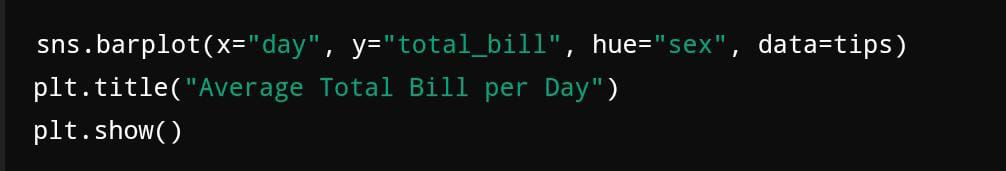 sns.barplot(x="day", y="total_bill", hue="sex", data=tips)
plt.title("Average Total Bill per Day")
plt.show()